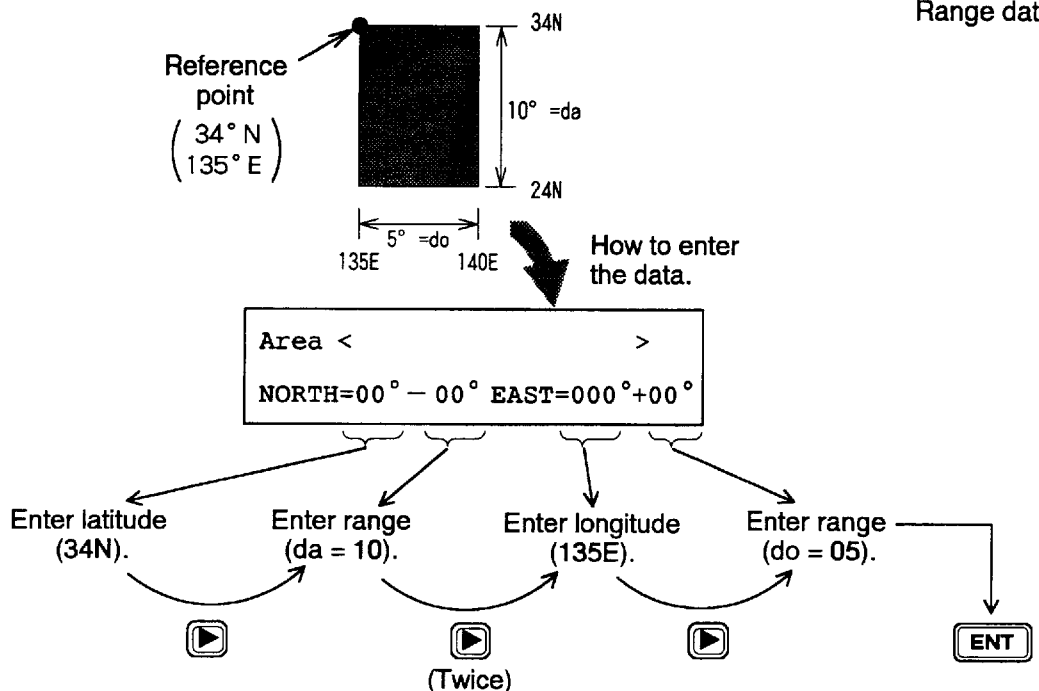 Range dat
34N
Reference
point
(34° N
135° E)
10° =da
24N
5° =do
135E 140E
How to enter
the data.
Area < >
NORTH=00° − 00° EAST=000°+00°
Enter latitude
(34N).
Enter range
(da = 10).
Enter longitude
(135E).
Enter range
(do = 05).
ENT
(Twice)